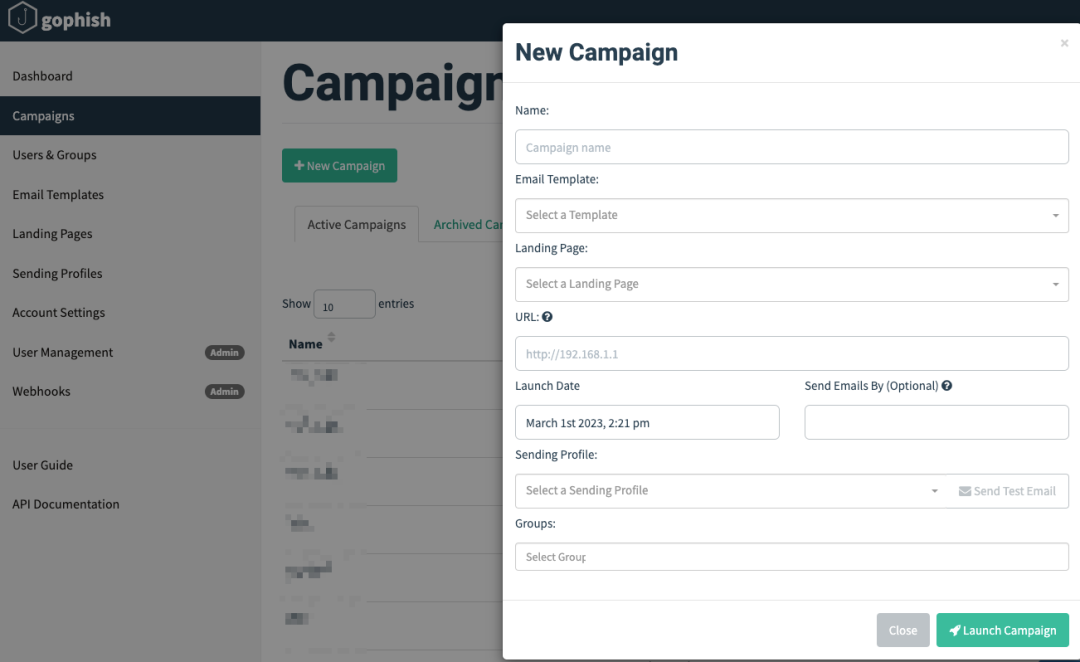 gophish
Dashboard
Campaigns
Users & Groups
Email Templates
Landing Pages
Sending Profiles
Account Settings
User Management Admin
Webhooks Admin
User Guide
API Documentation
Campaign
New Campaign
Active Campaigns Archived Ca
Show 10 entries
Name
New Campaign
×
Name:
Campaign name
Email Template:
Select a Template
Landing Page:
Select a Landing Page
URL:
http://192.168.1.1
Launch Date Send Emails By (Optional)
March 1st 2023, 2:21 pm
Sending Profile:
Select a Sending Profile Send Test Email
Groups:
Select Group
Close Launch Campaign